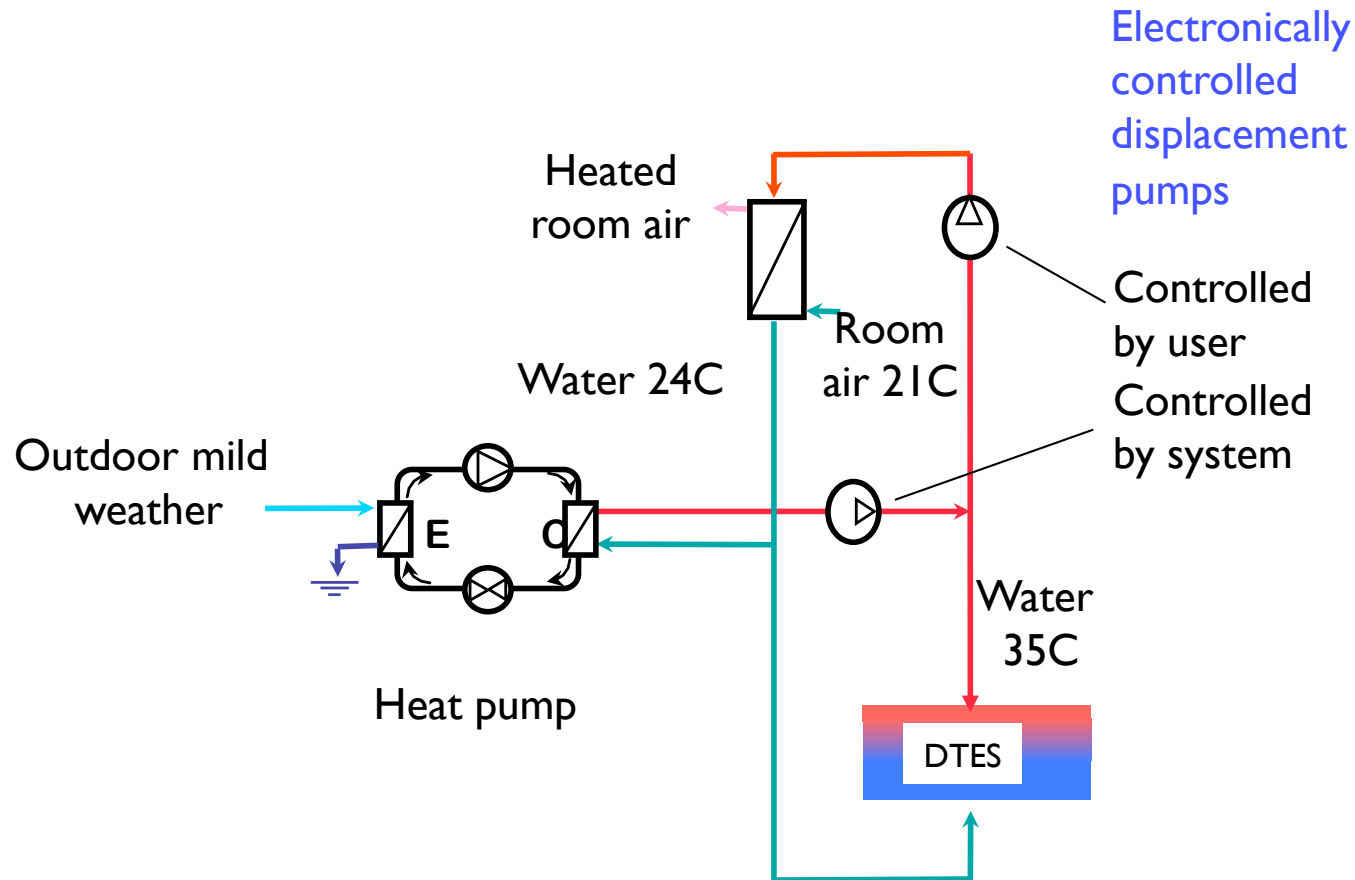 Electronically
controlled
displacement
pumps
Heated
room air
Controlled
by user
Room
air 21C
Water 24C
Controlled
by system
Outdoor mild
weather
E
C
Water
35C
Heat pump
DTES